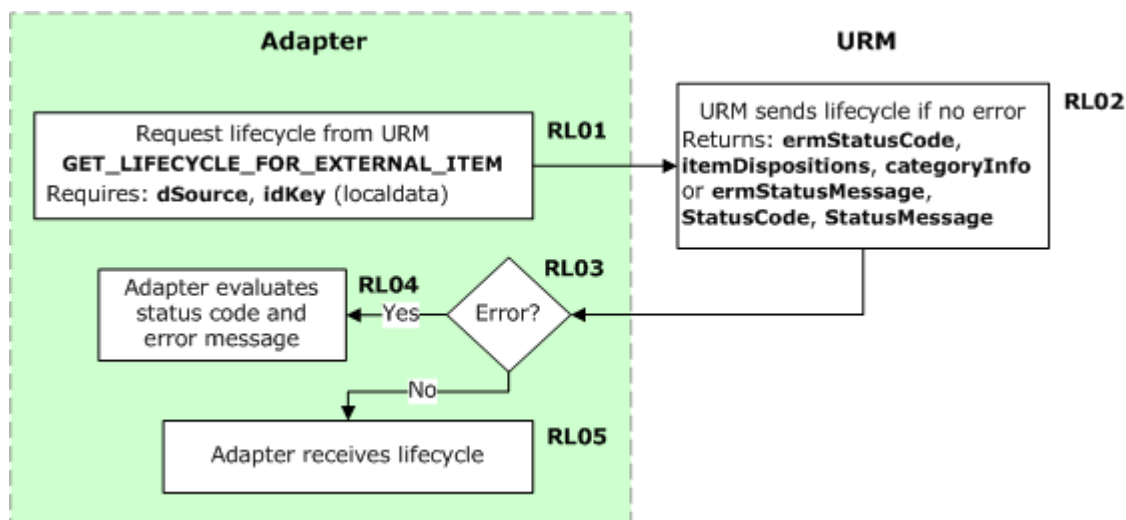 Adapter
URM
Request lifecycle from URM
GET_LIFECYCLE_FOR_EXTERNAL_ITEM
Requires: dSource, idKey (localdata)
RL01
URM sends lifecycle if no error
Returns: ermStatusCode,
itemDispositions, categoryInfo
or ermStatusMessage,
StatusCode, StatusMessage
RL02
Error?
RL03
Yes
Adapter evaluates
status code and
error message
RL04
No
Adapter receives lifecycle
RL05